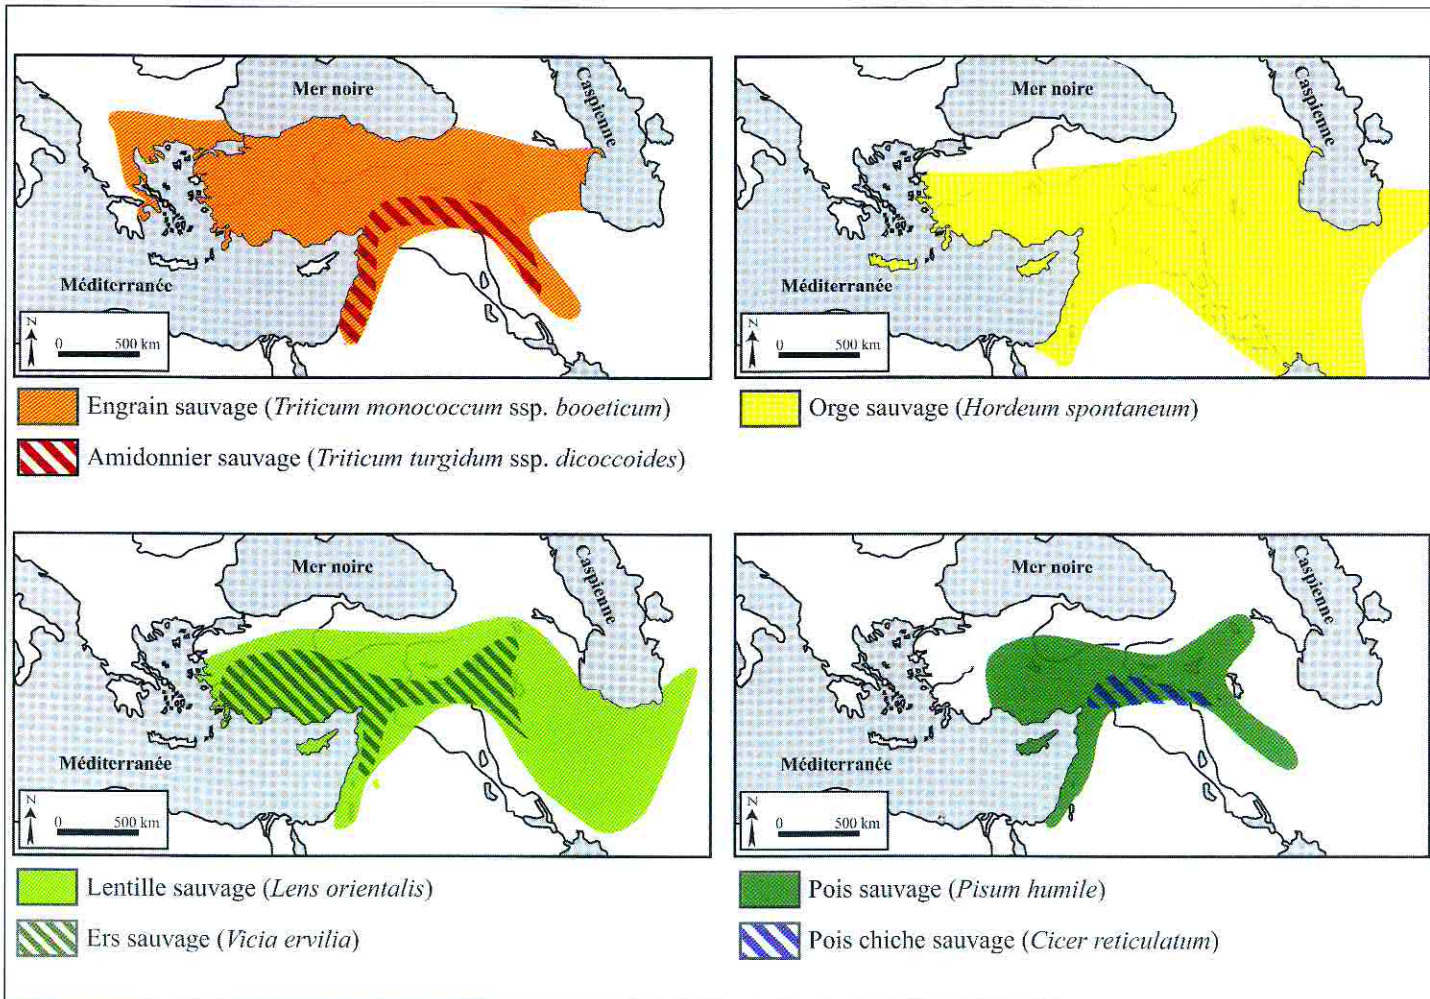 Mer noire
Caspienne
Méditerranée
N
0 500 km
Engrain sauvage (Triticum monococcum ssp. booeticum)
Amidonnier sauvage (Triticum turgidum ssp. dicoccoides)
Mer noire
Caspienne
Méditerranée
N
0 500 km
Orge sauvage (Hordeum spontaneum)
Mer noire
Caspienne
Méditerranée
N
0 500 km
Lentille sauvage (Lens orientalis)
Ers sauvage (Vicia ervilia)
Mer noire
Caspienne
Méditerranée
N
0 500 km
Pois sauvage (Pisum humile)
Pois chiche sauvage (Cicer reticulatum)